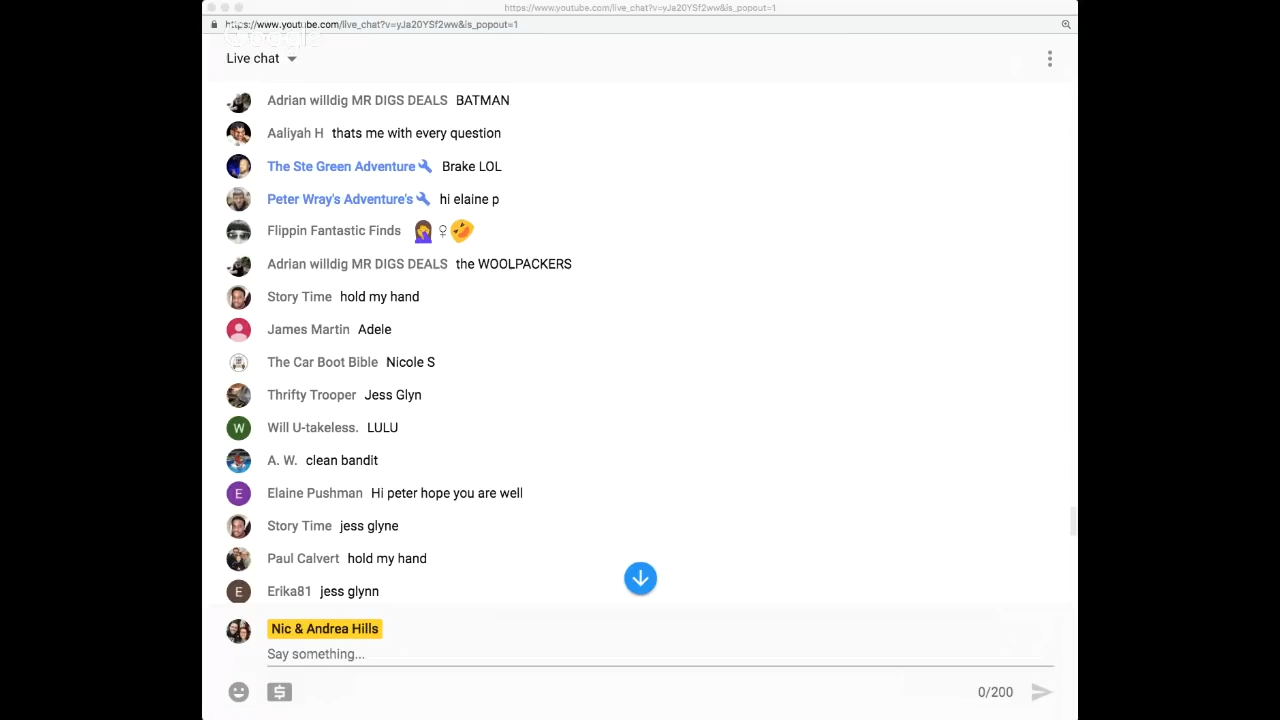 https://www.youtube.com/live_chat?v=yJa20YSf2ww&is_popout=1
https://www.youtube.com/live_chat?v=yJa20YSf2ww&is_popout=1
Live chat
Adrian willdig MR DIGS DEALS BATMAN
Aaliyah H thats me with every question
The Ste Green Adventure Brake LOL
Peter Wray's Adventure's hi elaine p
Flippin Fantastic Finds
Adrian willdig MR DIGS DEALS the WOOLPACKERS
Story Time hold my hand
James Martin Adele
The Car Boot Bible Nicole S
Thrifty Trooper Jess Glyn
W Will U-takeless. LULU
A. W. clean bandit
E Elaine Pushman Hi peter hope you are well
Story Time jess glyne
Paul Calvert hold my hand
E Erika81 jess glynn
Nic & Andrea Hills
Say something...
0/200